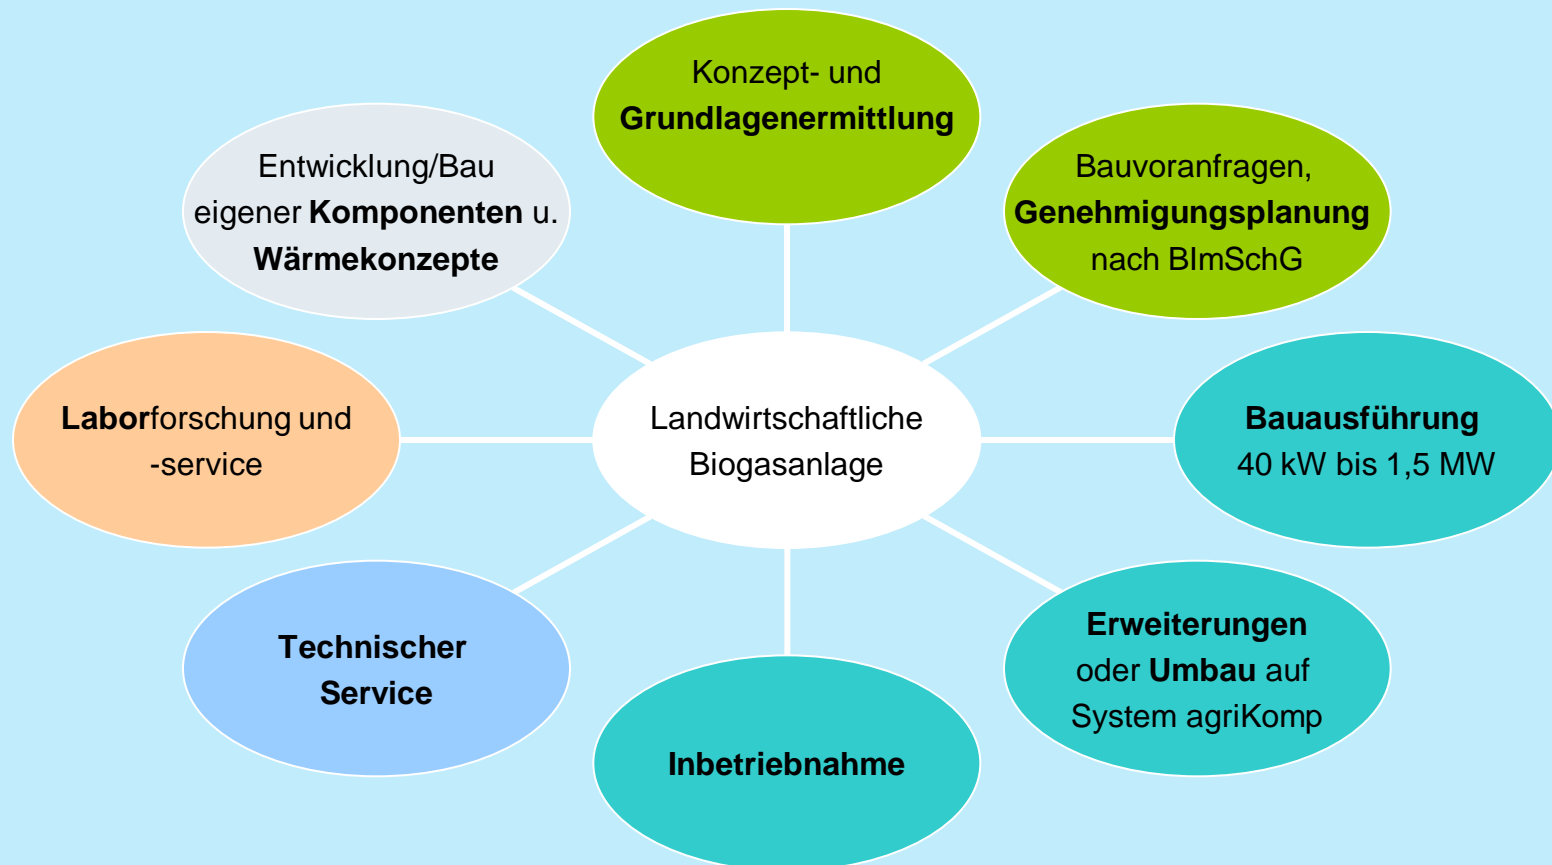 Konzept- und
Grundlagenermittlung
Entwicklung/Bau
eigener Komponenten u.
Wärmekonzepte
Bauvoranfragen,
Genehmigungsplanung
nach BImSchG
Laborforschung und
-service
Landwirtschaftliche
Biogasanlage
Bauausführung
40 kW bis 1,5 MW
Technischer
Service
Erweiterungen
oder Umbau auf
System agriKomp
Inbetriebnahme